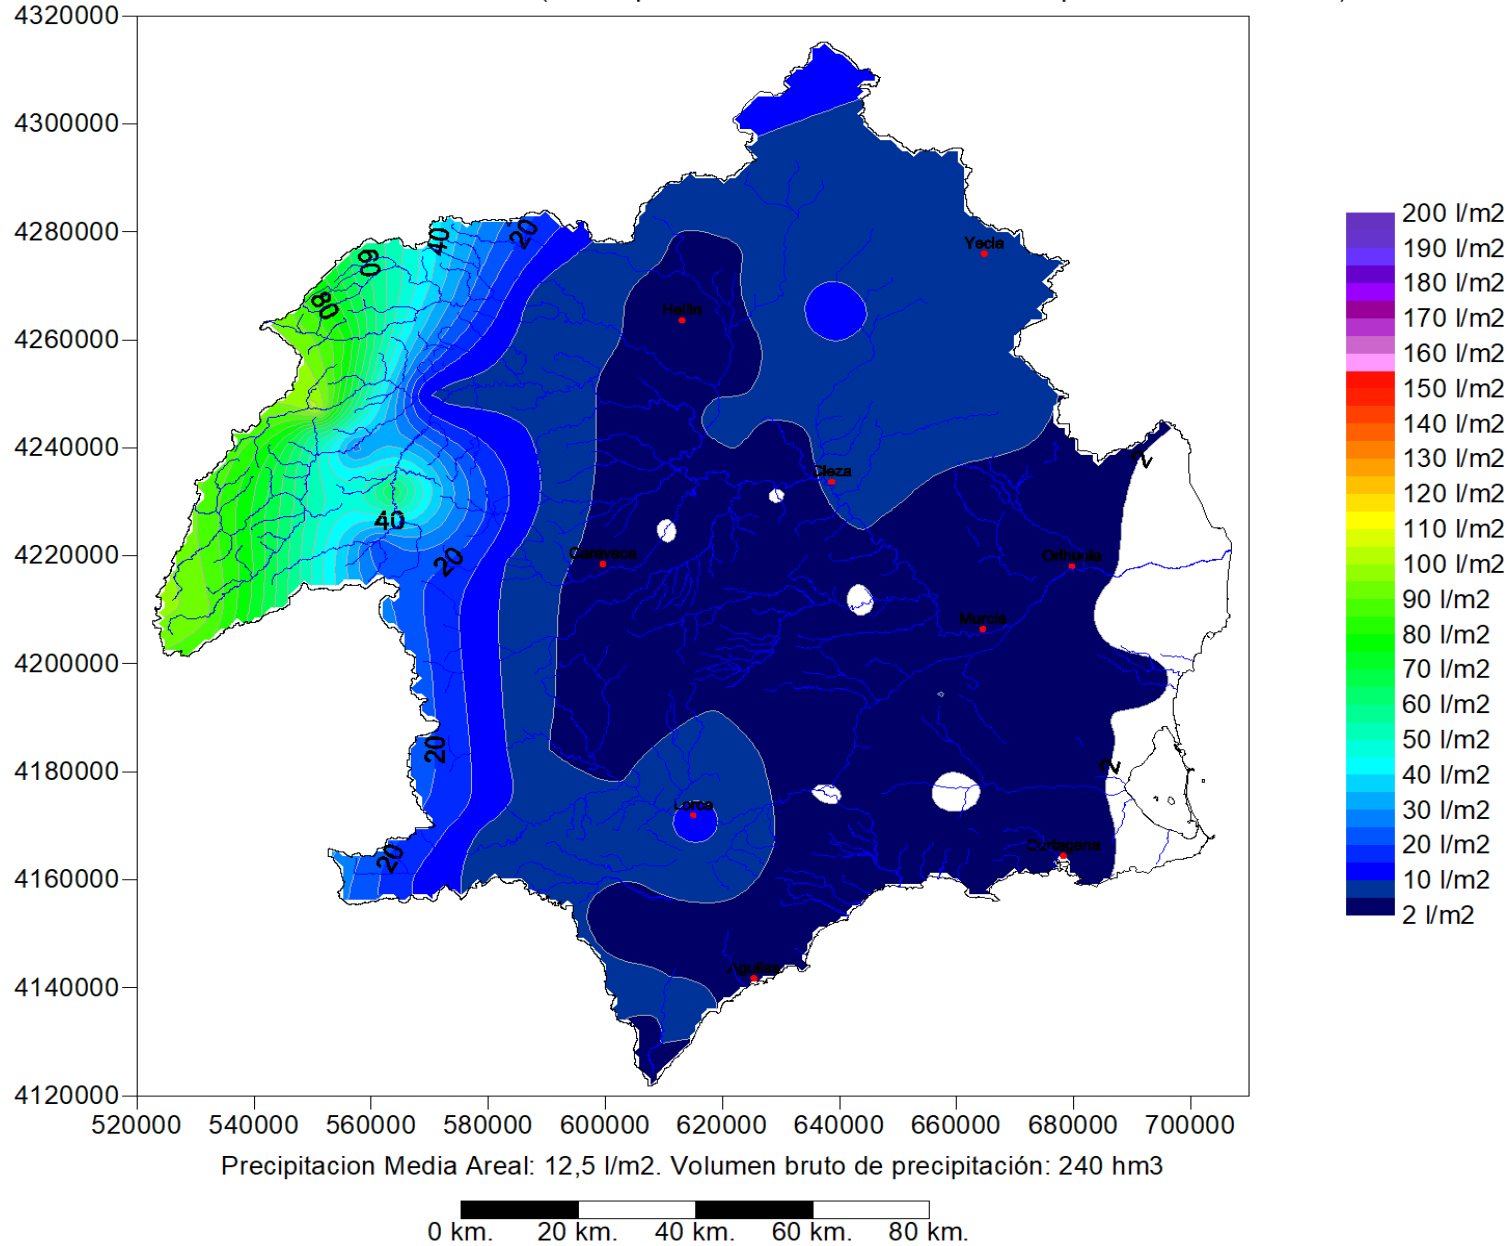 4320000
4300000
4280000
4260000
4240000
4220000
4200000
4180000
4160000
4140000
4120000
520000 540000 560000 580000 600000 620000 640000 660000 680000 700000
20
40
60
80
40
20
20
20
2
2
Yecla
Hellin
Cieza
Caravaca
Orihuela
Murcia
Lorca
Cartagena
Aguilas
200 l/m2
190 l/m2
180 l/m2
170 l/m2
160 l/m2
150 l/m2
140 l/m2
130 l/m2
120 l/m2
110 l/m2
100 l/m2
90 l/m2
80 l/m2
70 l/m2
60 l/m2
50 l/m2
40 l/m2
30 l/m2
20 l/m2
10 l/m2
2 l/m2
Precipitacion Media Areal: 12,5 l/m2. Volumen bruto de precipitación: 240 hm3
0 km. 20 km. 40 km. 60 km. 80 km.